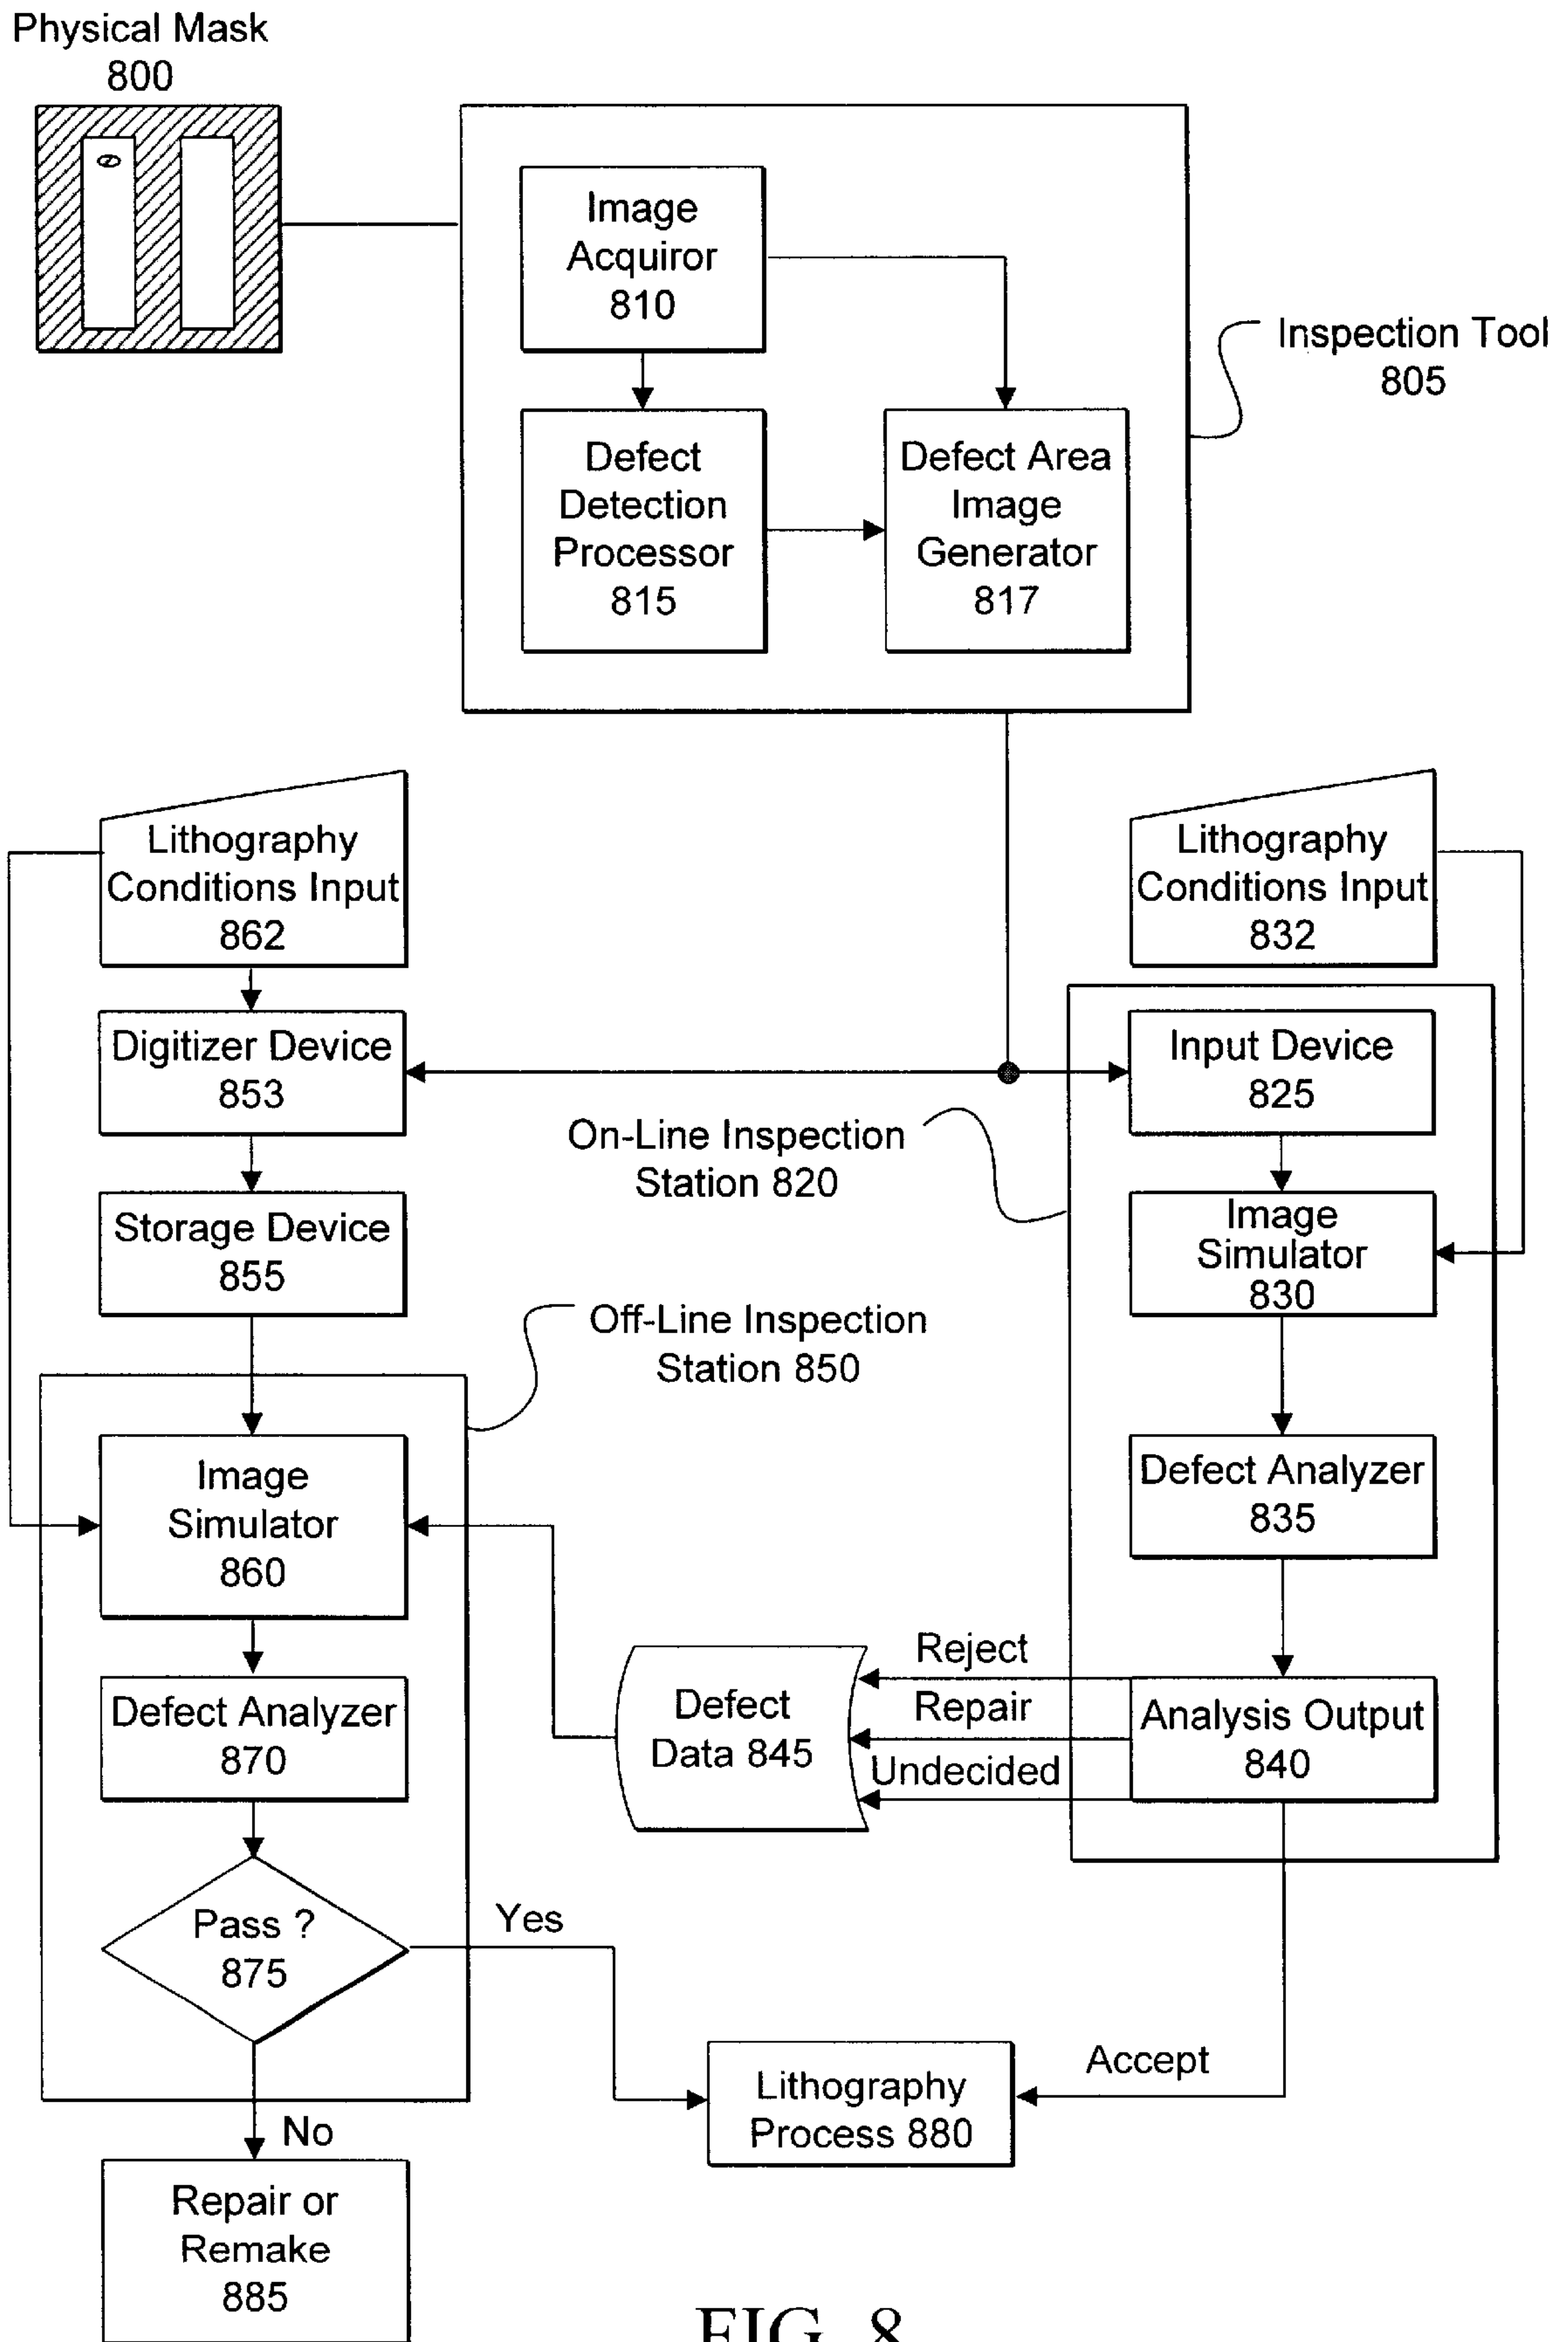 Physical Mask
800
Image
Acquiror
810
Inspection Tool
805
Defect
Detection
Processor
815
Defect Area
Image
Generator
817
Lithography
Conditions Input
862
Lithography
Conditions Input
832
Digitizer Device
853
Input Device
825
On-Line Inspection
Station 820
Storage Device
855
Image
Simulator
830
Off-Line Inspection
Station 850
Image
Simulator
860
Defect Analyzer
835
Reject
Repair
Undecided
Defect
Data 845
Analysis Output
840
Defect Analyzer
870
Pass ?
875
Yes
Accept
Lithography
Process 880
No
Repair or
Remake
885
FIG. 8